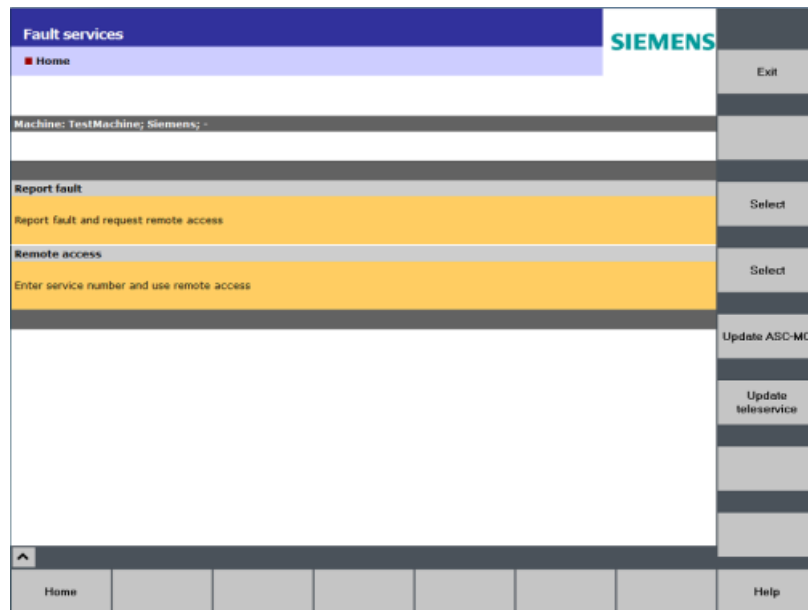 Fault services
SIEMENS
Home
Exit
Machine: TestMachine; Siemens; -
Report fault
Select
Report fault and request remote access
Remote access
Select
Enter service number and use remote access
Update ASC-MC
Update
teleservice
Home
Help